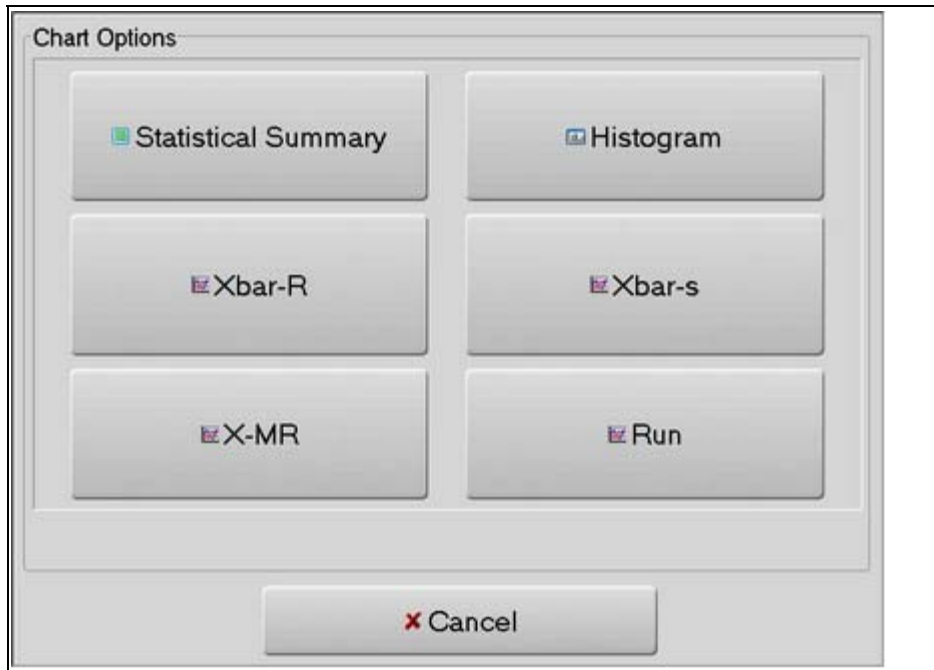 Chart Options
Statistical Summary
Histogram
Xbar-R
Xbar-s
X-MR
Run
Cancel